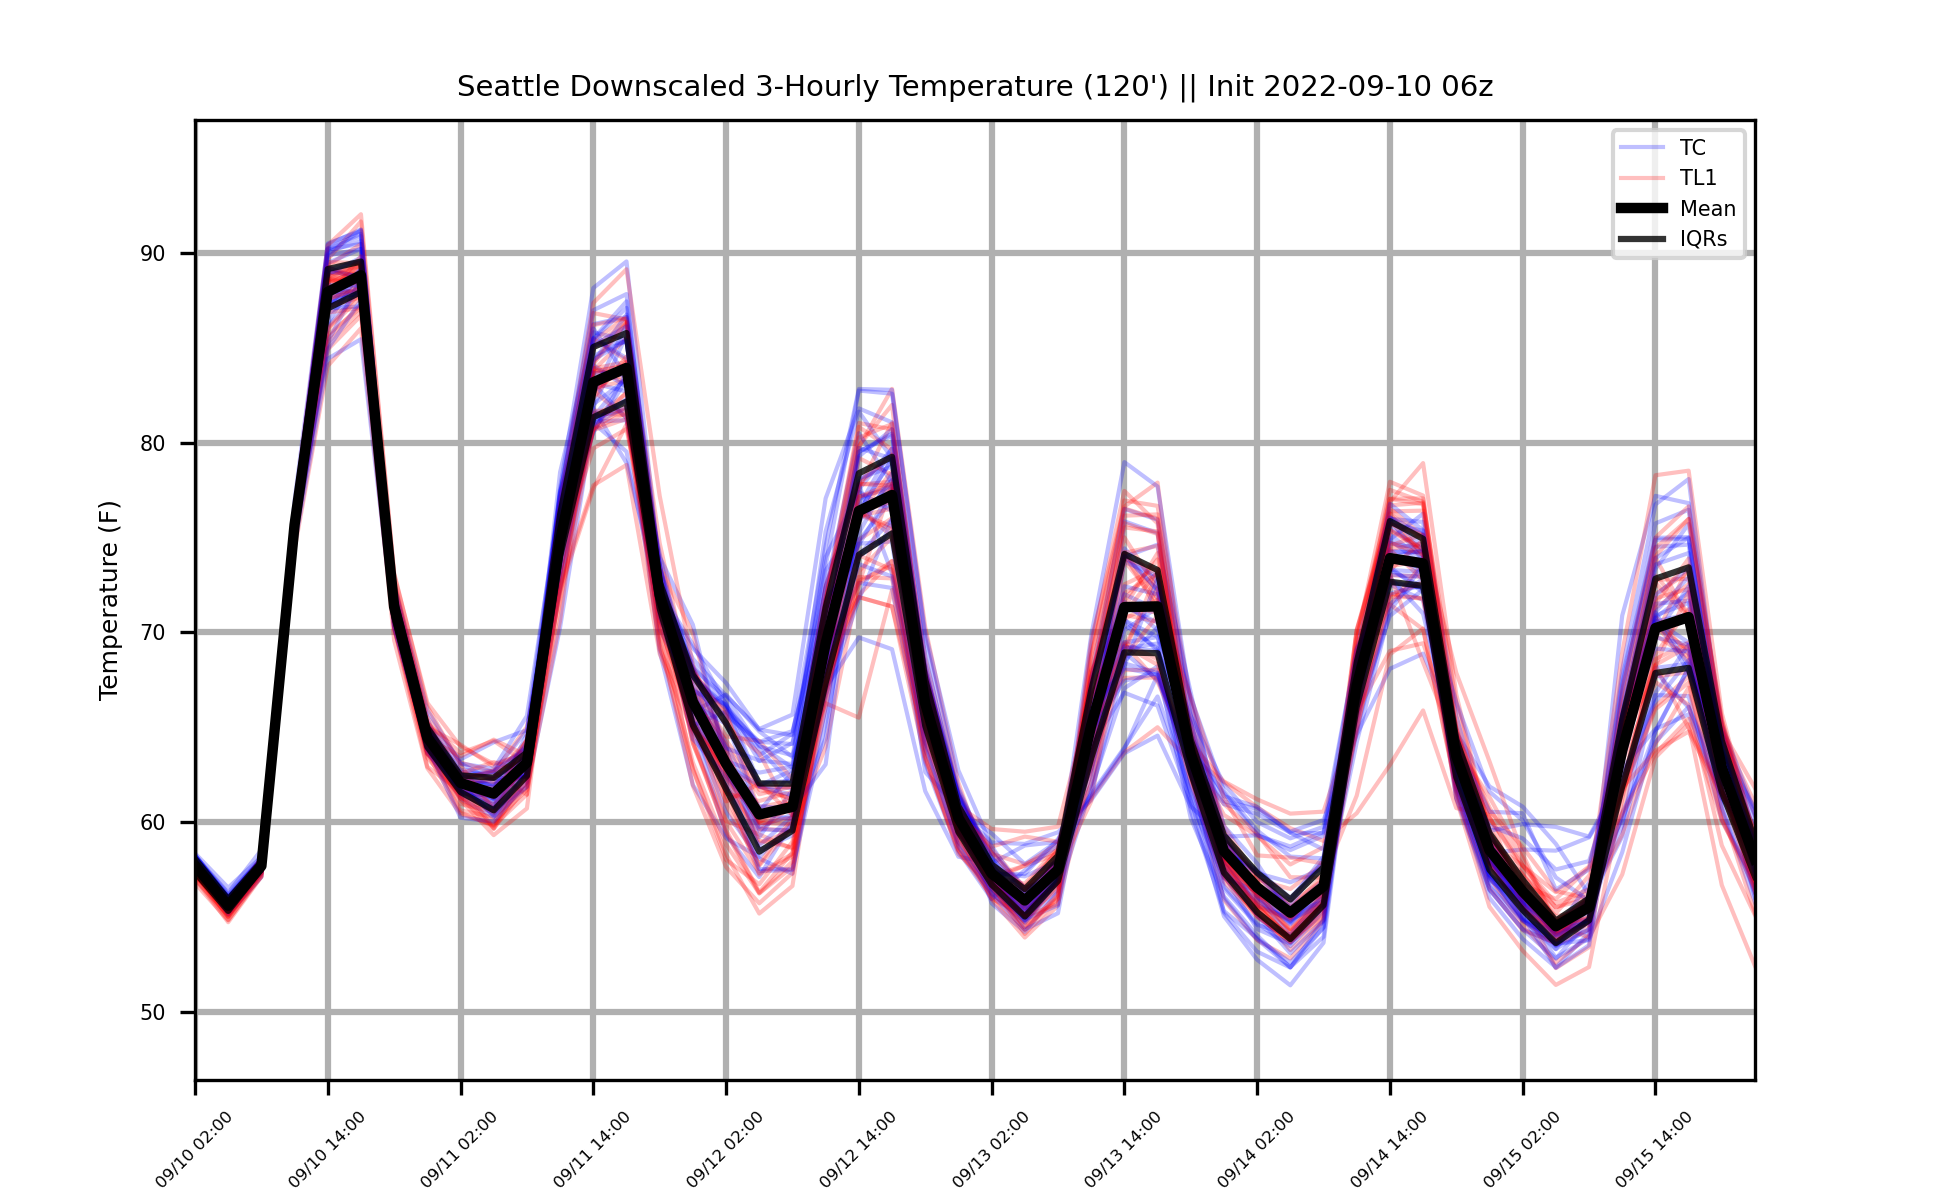 Seattle Downscaled 3-Hourly Temperature (120') || Init 2022-09-10 06z
TC
TL1
Mean
IQRs
Temperature (F)
90
80
70
60
50
09/10 02:00
09/10 14:00
09/11 02:00
09/11 14:00
09/12 02:00
09/12 14:00
09/13 02:00
09/13 14:00
09/14 02:00
09/14 14:00
09/15 02:00
09/15 14:00